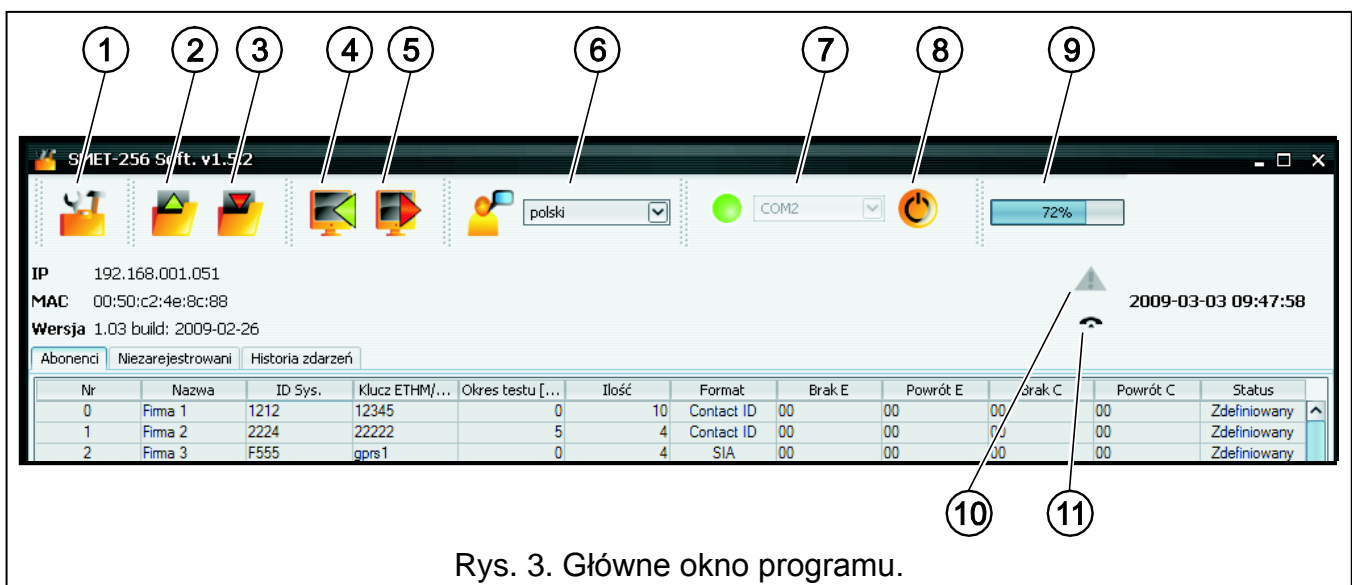 1 2 3 4 5 6 7 8 9
SMET-256 Soft. v1.5.2
polski COM2 72%
IP 192.168.001.051
MAC 00:50:c2:4e:8c:88
2009-03-03 09:47:58
Wersja 1.03 build: 2009-02-26
Abonenci Niezarejestrowani Historia zdarzeń
Nr Nazwa ID Sys. Klucz ETHM/... Okres testu [... Ilość Format Brak E Powrót E Brak C Powrót C Status
0 Firma 1 1212 12345 0 10 Contact ID 00 00 00 00 Zdefiniowany
1 Firma 2 2224 22222 5 4 Contact ID 00 00 00 00 Zdefiniowany
2 Firma 3 F555 gprs1 0 4 SIA 00 00 00 00 Zdefiniowany
10 11
Rys. 3. Główne okno programu.